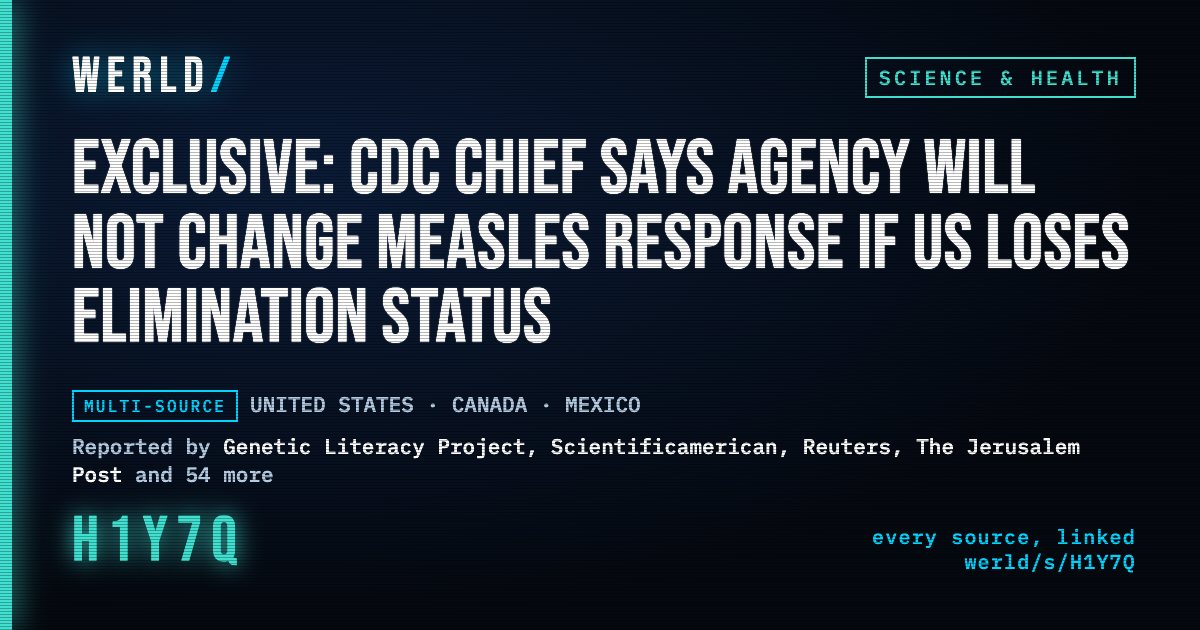 WERLD/
SCIENCE & HEALTH
EXCLUSIVE: CDC CHIEF SAYS AGENCY WILL
NOT CHANGE MEASLES RESPONSE IF US LOSES
ELIMINATION STATUS
MULTI-SOURCE UNITED STATES · CANADA · MEXICO
Reported by Genetic Literacy Project, Scientificamerican, Reuters, The Jerusalem
Post and 54 more
H1Y7Q
every source, linked
werld/s/H1Y7Q